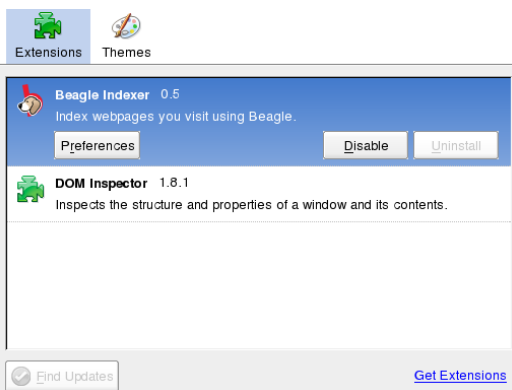 Extensions Themes
Beagle Indexer 0.5
Index webpages you visit using Beagle.
Preferences Disable Uninstall
DOM Inspector 1.8.1
Inspects the structure and properties of a window and its contents.
Find Updates Get Extensions